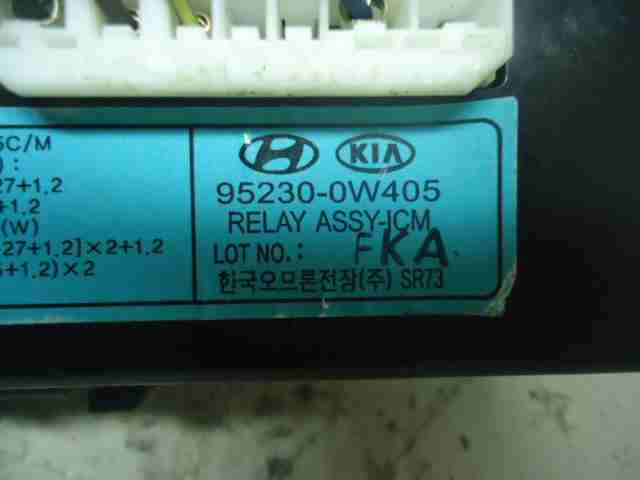 5C/M
) :
27+1.2
+1.2
(W)
27+1.2]×2+1.2
+1.2)×2
KIA
95230-0W405
RELAY ASSY-ICM
LOT NO.: FKA
한국오므론전장(주) SR73